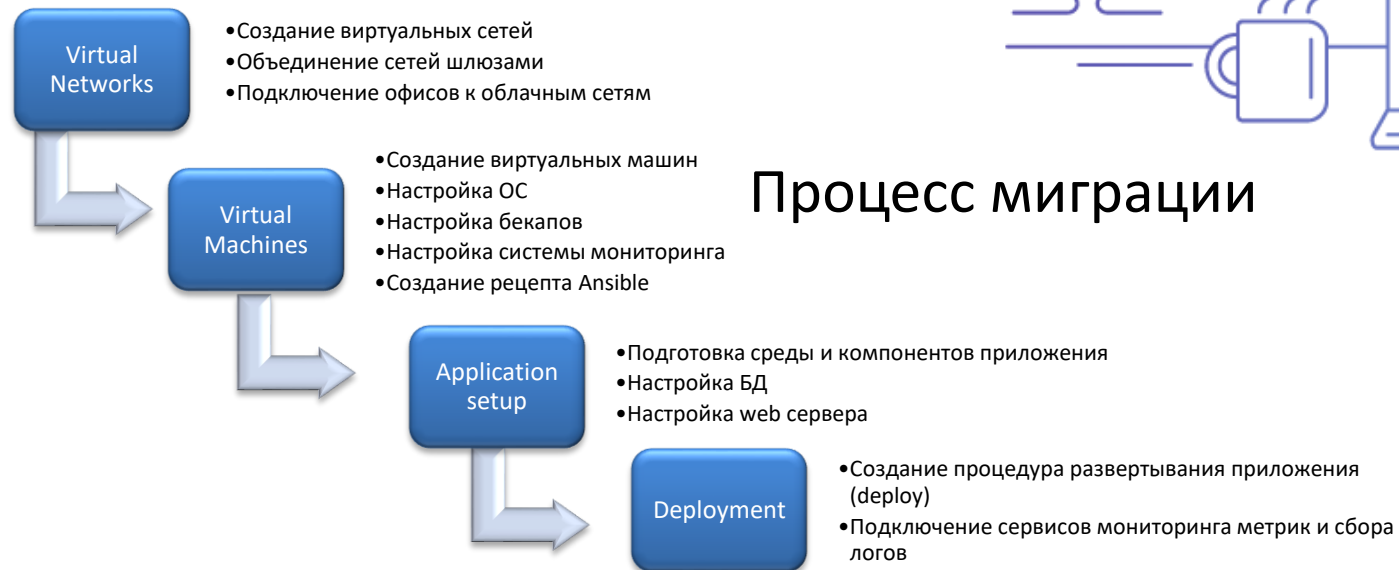 Virtual
Networks
•Создание виртуальных сетей
•Объединение сетей шлюзами
•Подключение офисов к облачным сетям
Virtual
Machines
•Создание виртуальных машин
•Настройка ОС
•Настройка бекапов
•Настройка системы мониторинга
•Создание рецепта Ansible
Процесс миграции
Application
setup
•Подготовка среды и компонентов приложения
•Настройка БД
•Настройка web сервера
Deployment
•Создание процедура развертывания приложения
(deploy)
•Подключение сервисов мониторинга метрик и сбора
логов